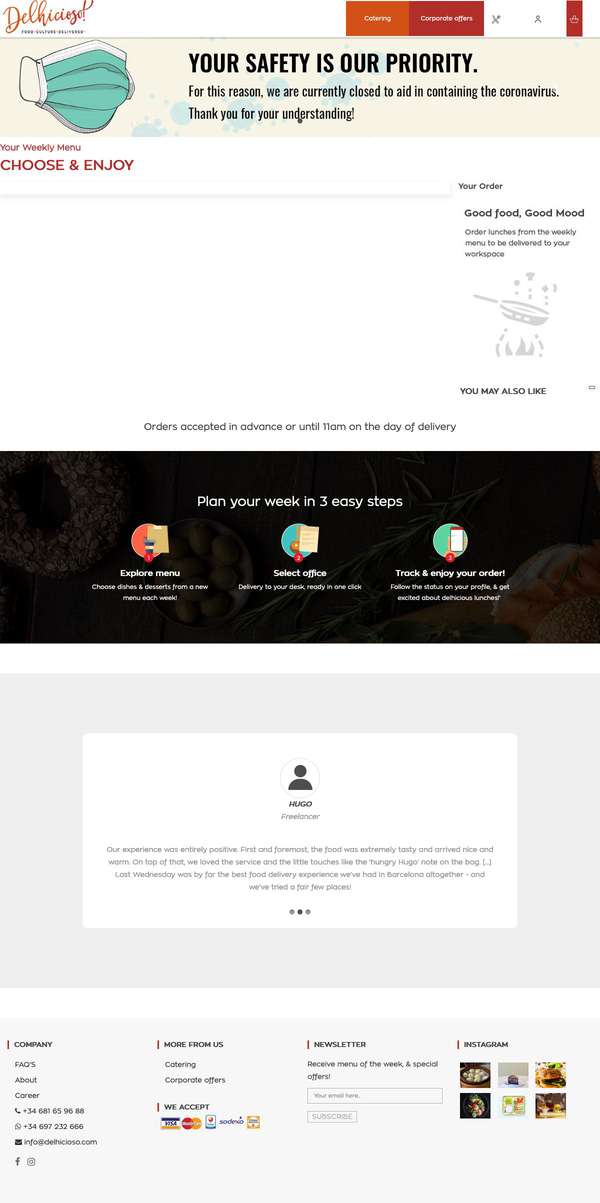 Delhicioso!
FOOD·CULTURE·DELIVERED
Catering
Corporate offers
YOUR SAFETY IS OUR PRIORITY.
For this reason, we are currently closed to aid in containing the coronavirus.
Thank you for your understanding!
Your Weekly Menu
CHOOSE & ENJOY
Your Order
Good food, Good Mood
Order lunches from the weekly
menu to be delivered to your
workspace
YOU MAY ALSO LIKE
Orders accepted in advance or until 11am on the day of delivery
Plan your week in 3 easy steps
1
2
3
Explore menu
Select office
Track & enjoy your order!
Choose dishes & desserts from a new
menu each week!
Delivery to your desk, ready in one click
Follow the status on your profile, & get
excited about delhicious lunches!"
HUGO
Freelancer
Our experience was entirely positive. First and foremost, the food was extremely tasty and arrived nice and
warm. On top of that, we loved the service and the little touches like the 'hungry Hugo' note on the bag. [...]
Last Wednesday was by far the best food delivery experience we've had in Barcelona altogether - and
we've tried a fair few places!
COMPANY
FAQ'S
About
Career
+34 681 65 96 88
+34 697 232 666
info@delhicioso.com
MORE FROM US
Catering
Corporate offers
WE ACCEPT
VISA
sodexo
NEWSLETTER
Receive menu of the week, & special
offers!
Your email here..
SUBSCRIBE
INSTAGRAM